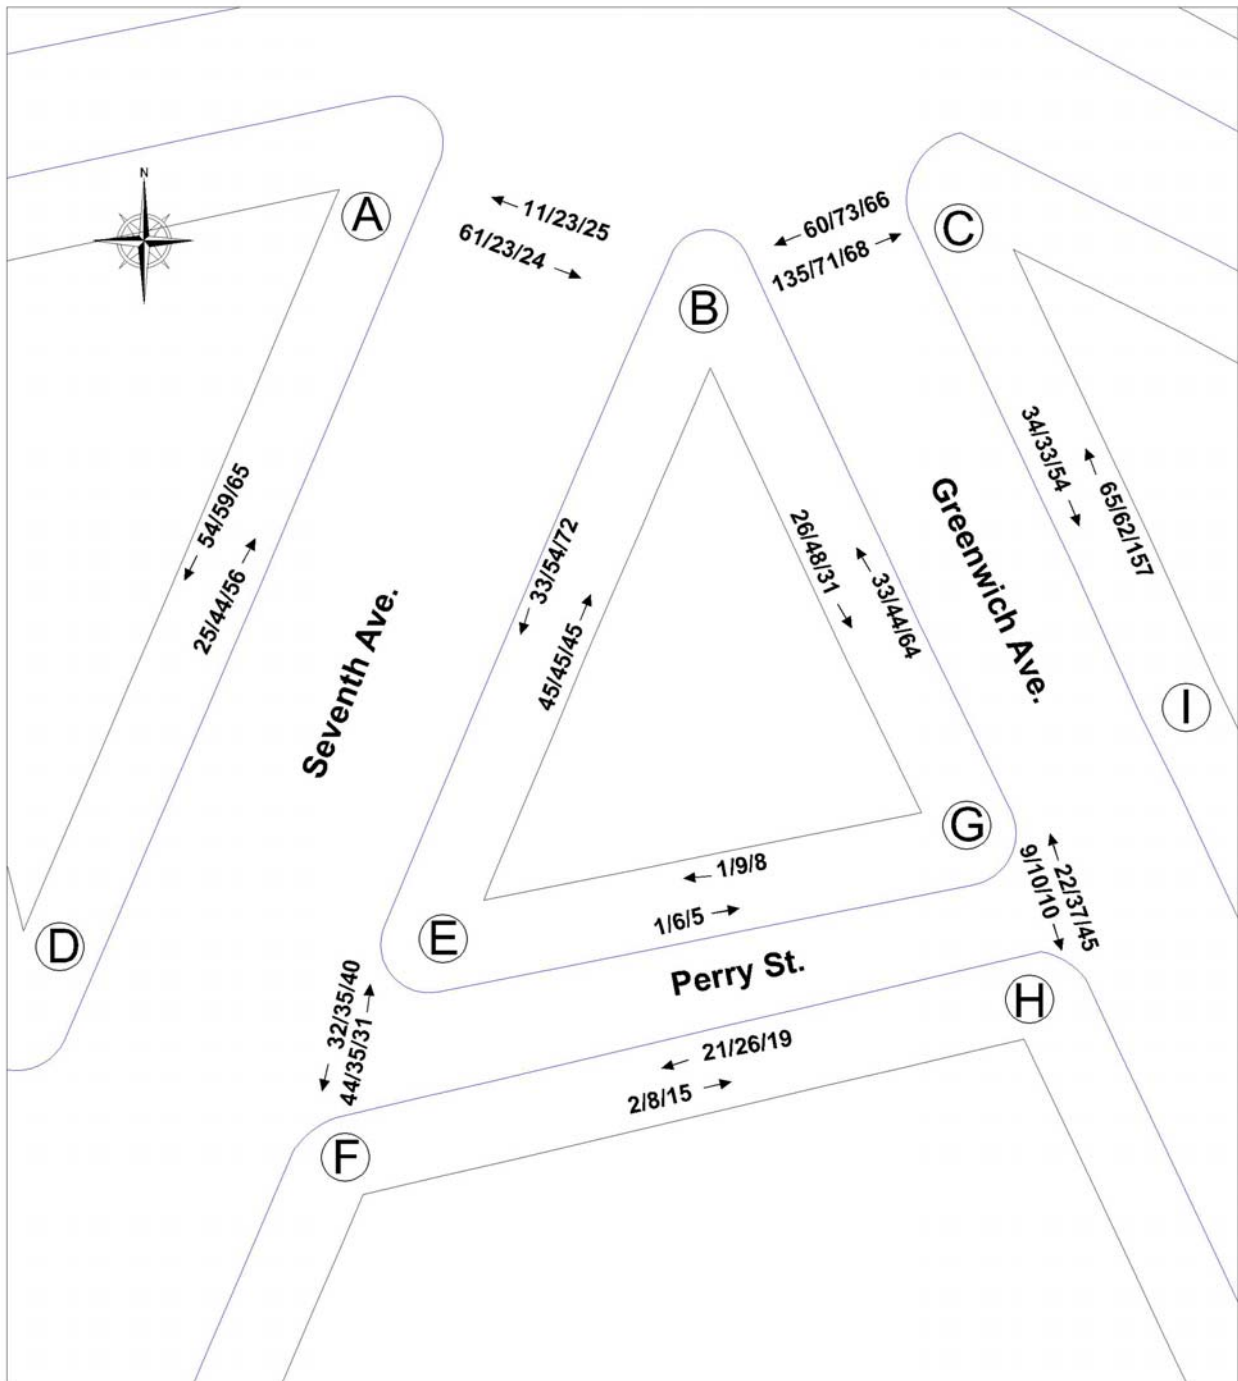 N
A
11/23/25
61/23/24
60/73/66
135/71/68
C
B
54/59/65
25/44/56
33/54/72
45/45/45
26/48/31
33/44/64
34/33/54
65/62/157
Seventh Ave.
Greenwich Ave.
I
G
1/9/8
1/6/5
22/37/45
9/10/10
D
E
Perry St.
H
32/35/40
44/35/31
21/26/19
2/8/15
F